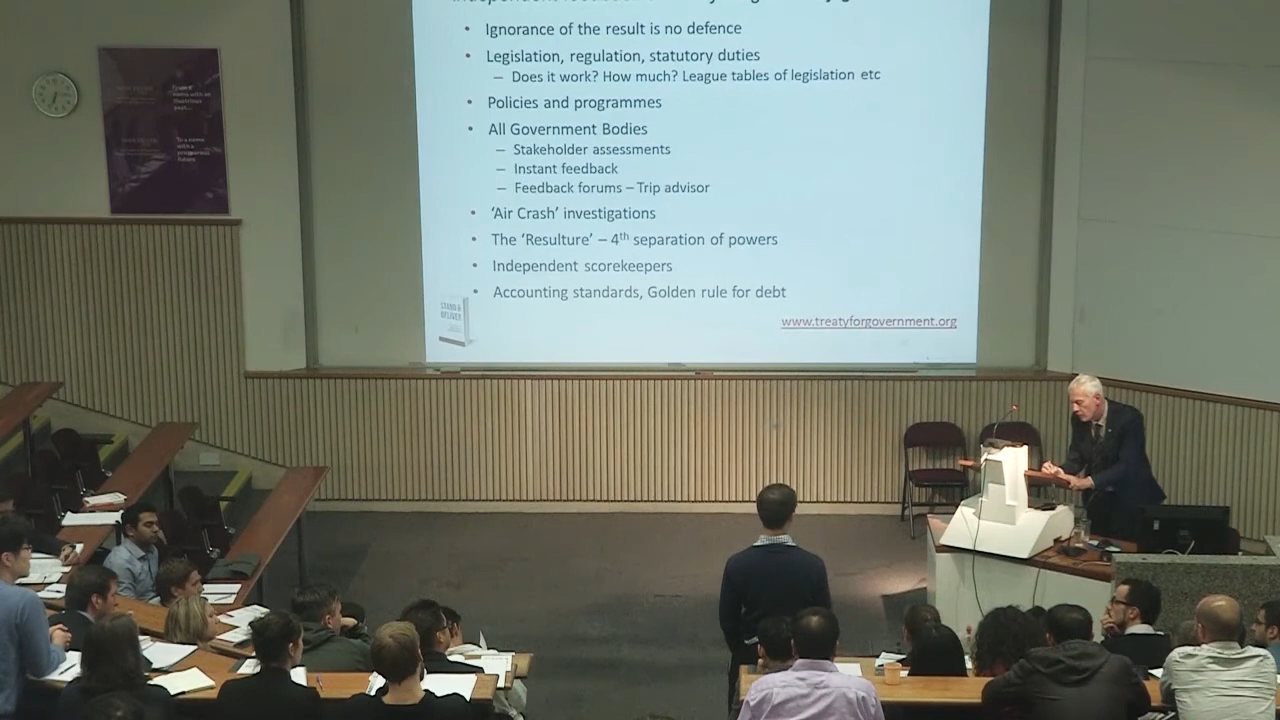 • Ignorance of the result is no defence
• Legislation, regulation, statutory duties
– Does it work? How much? League tables of legislation etc
• Policies and programmes
• All Government Bodies
– Stakeholder assessments
– Instant feedback
– Feedback forums – Trip advisor
• 'Air Crash' investigations
• The 'Resulture' – 4th separation of powers
• Independent scorekeepers
• Accounting standards, Golden rule for debt
STAND &
DELIVER
www.treatyforgovernment.org